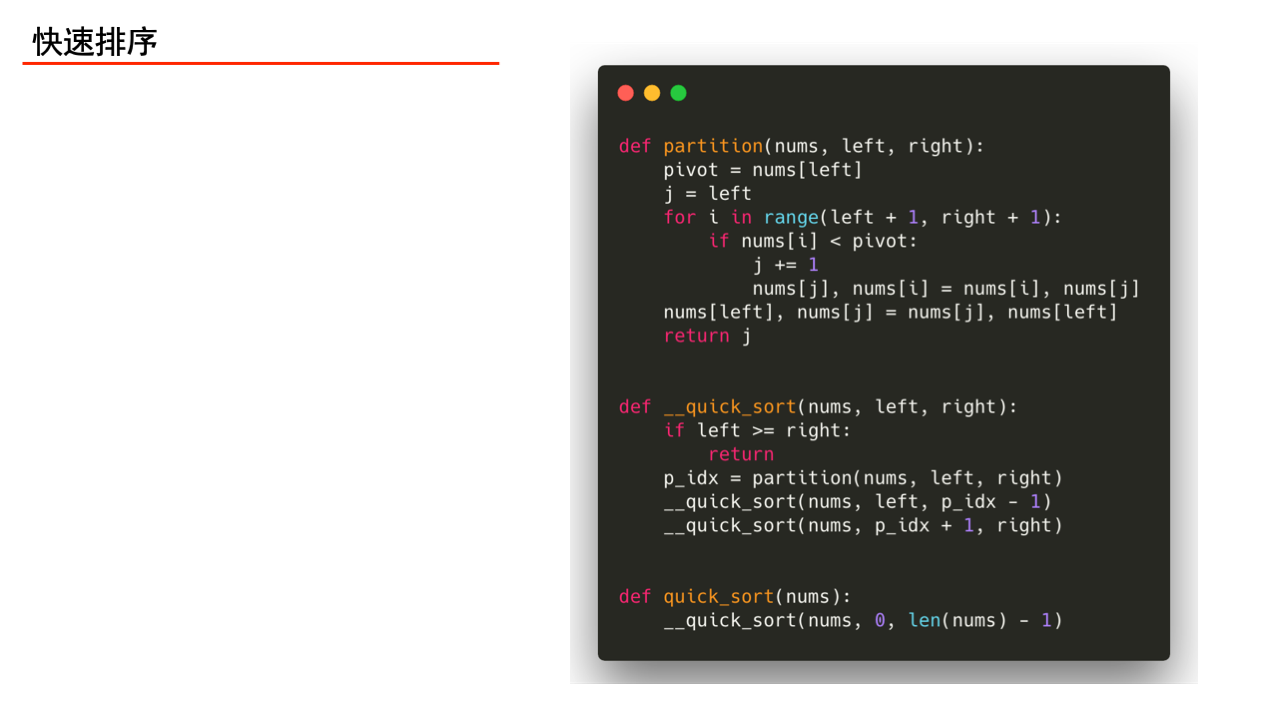 快速排序
def partition(nums, left, right):
    pivot = nums[left]
    j = left
    for i in range(left + 1, right + 1):
        if nums[i] < pivot:
            j += 1
            nums[j], nums[i] = nums[i], nums[j]
    nums[left], nums[j] = nums[j], nums[left]
    return j
def __quick_sort(nums, left, right):
    if left >= right:
        return
    p_idx = partition(nums, left, right)
    __quick_sort(nums, left, p_idx - 1)
    __quick_sort(nums, p_idx + 1, right)
def quick_sort(nums):
    __quick_sort(nums, 0, len(nums) - 1)